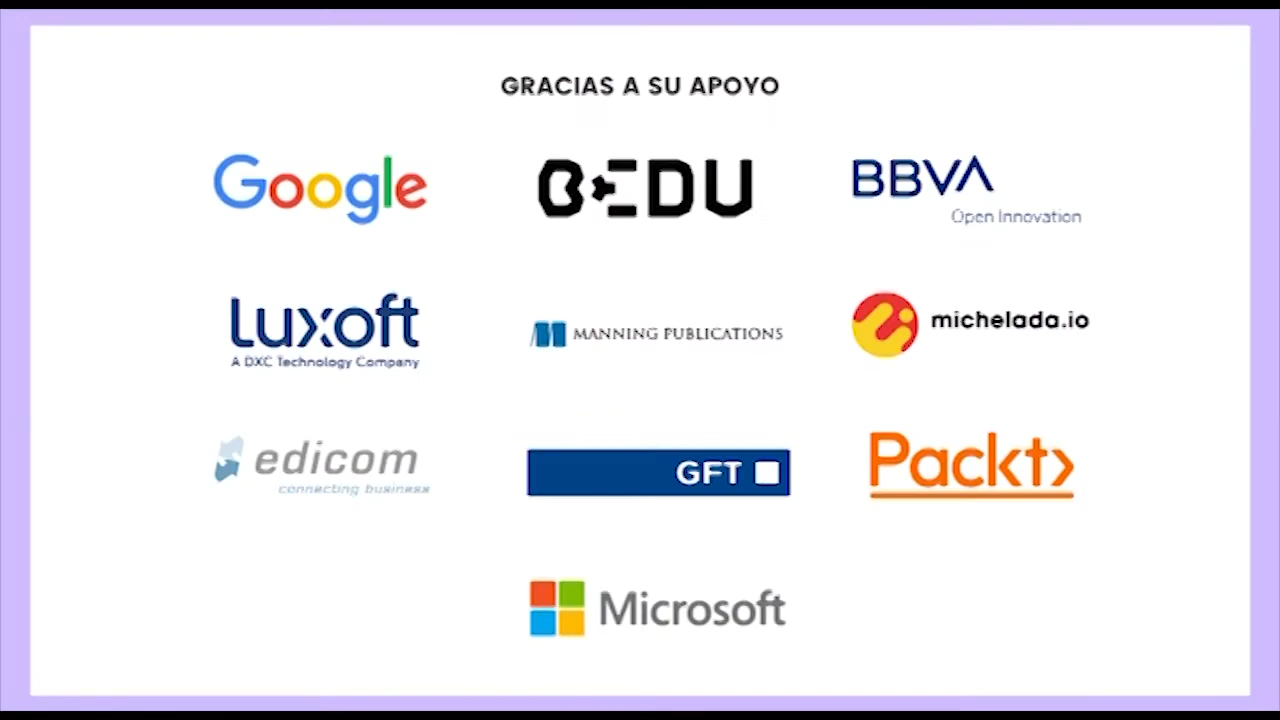 GRACIAS A SU APOYO
Google
BEDU
BBVA
Open Innovation
Luxoft
A DXC Technology Company
MANNING PUBLICATIONS
michelada.io
edicom
connecting business
GFT
Packt>
Microsoft